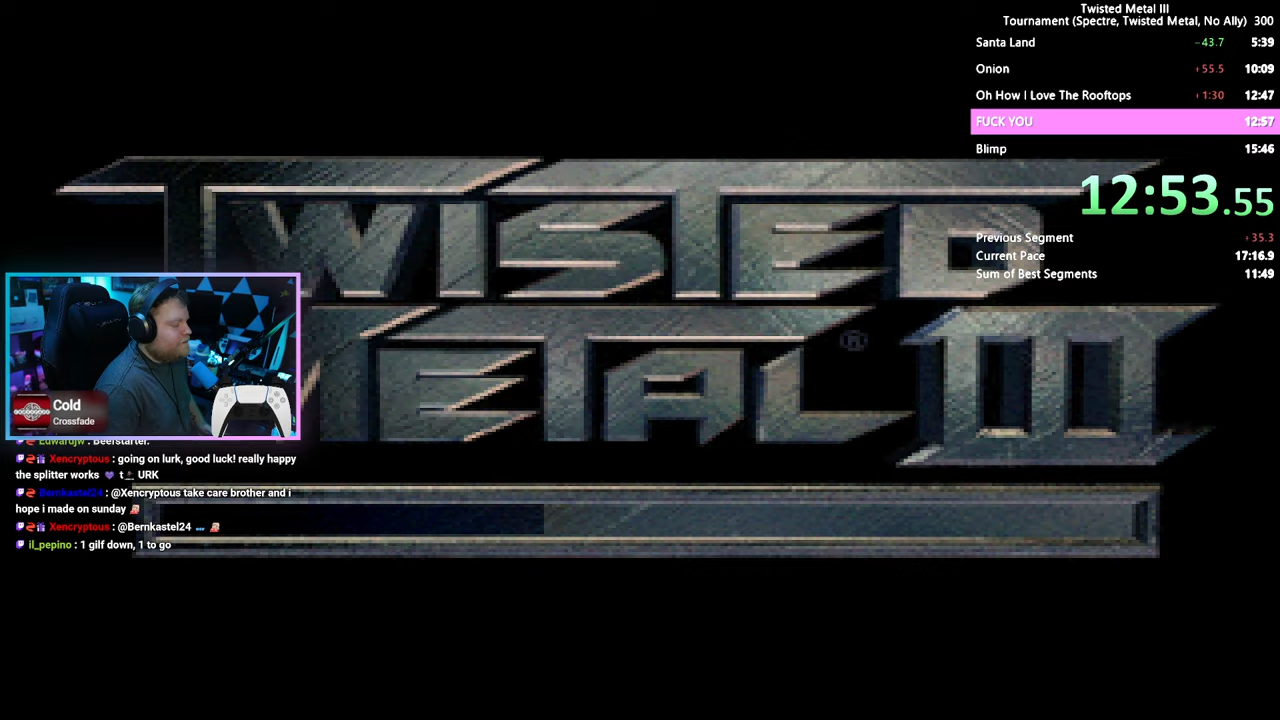 Twisted Metal III
Tournament (Spectre, Twisted Metal, No Ally) 300
Santa Land -43.7 5:39
Onion +55.5 10:09
Oh How I Love The Rooftops +1:30 12:47
FUCK YOU 12:57
Blimp 15:46
12:53.55
Previous Segment +35.3
Current Pace 17:16.9
Sum of Best Segments 11:49
TWISTED
METAL III
®
Cold
Crossfade
Edwardjw : Beefstarter.
Xencryptous : going on lurk, good luck! really happy
the splitter works 💜 t URK
Bernkastel24 : @Xencryptous take care brother and i
hope i made on sunday
Xencryptous : @Bernkastel24
il_pepino : 1 gilf down, 1 to go